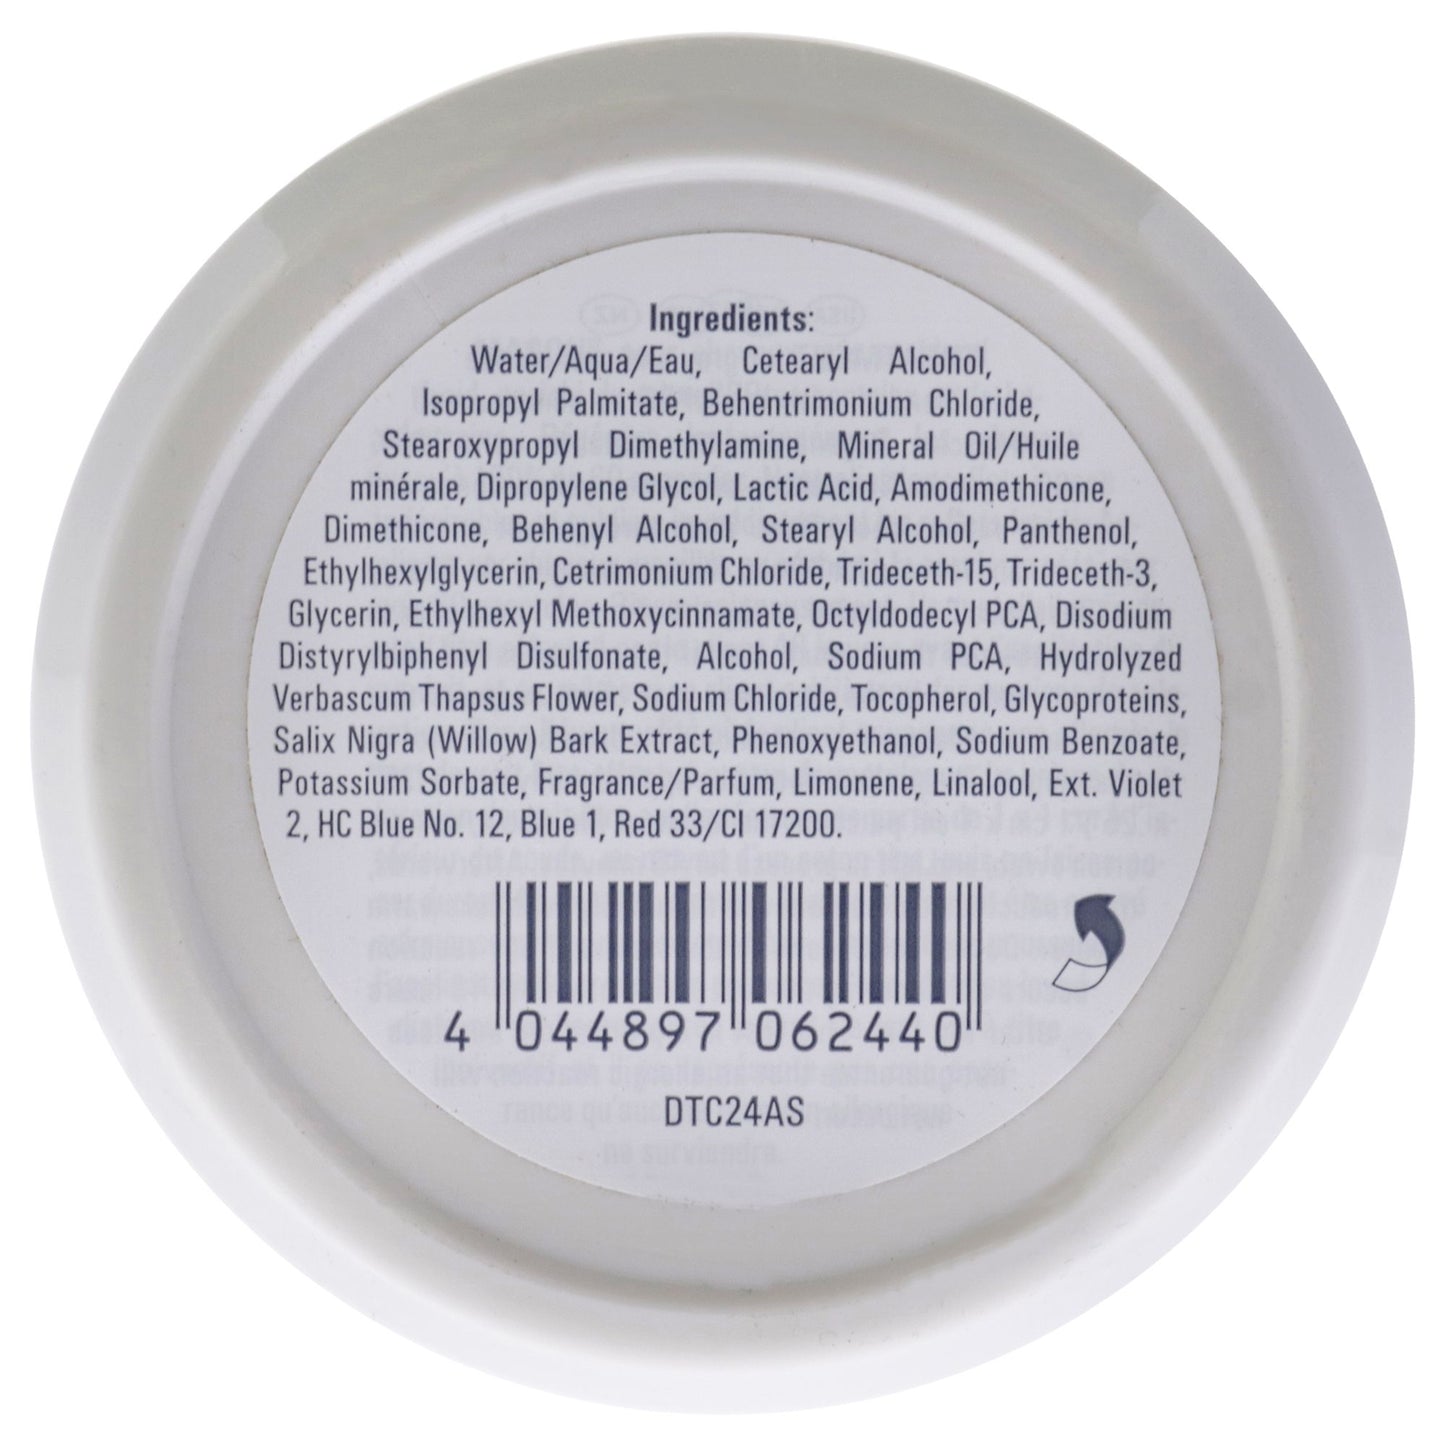 Ingredients:
Water/Aqua/Eau, Cetearyl Alcohol,
Isopropyl Palmitate, Behentrimonium Chloride,
Stearoxypropyl Dimethylamine, Mineral Oil/Huile
minérale, Dipropylene Glycol, Lactic Acid, Amodimethicone,
Dimethicone, Behenyl Alcohol, Stearyl Alcohol, Panthenol,
Ethylhexylglycerin, Cetrimonium Chloride, Trideceth-15, Trideceth-3,
Glycerin, Ethylhexyl Methoxycinnamate, Octyldodecyl PCA, Disodium
Distyrylbiphenyl Disulfonate, Alcohol, Sodium PCA, Hydrolyzed
Verbascum Thapsus Flower, Sodium Chloride, Tocopherol, Glycoproteins,
Salix Nigra (Willow) Bark Extract, Phenoxyethanol, Sodium Benzoate,
Potassium Sorbate, Fragrance/Parfum, Limonene, Linalool, Ext. Violet
2, HC Blue No. 12, Blue 1, Red 33/CI 17200.
4 044897 062440
DTC24AS